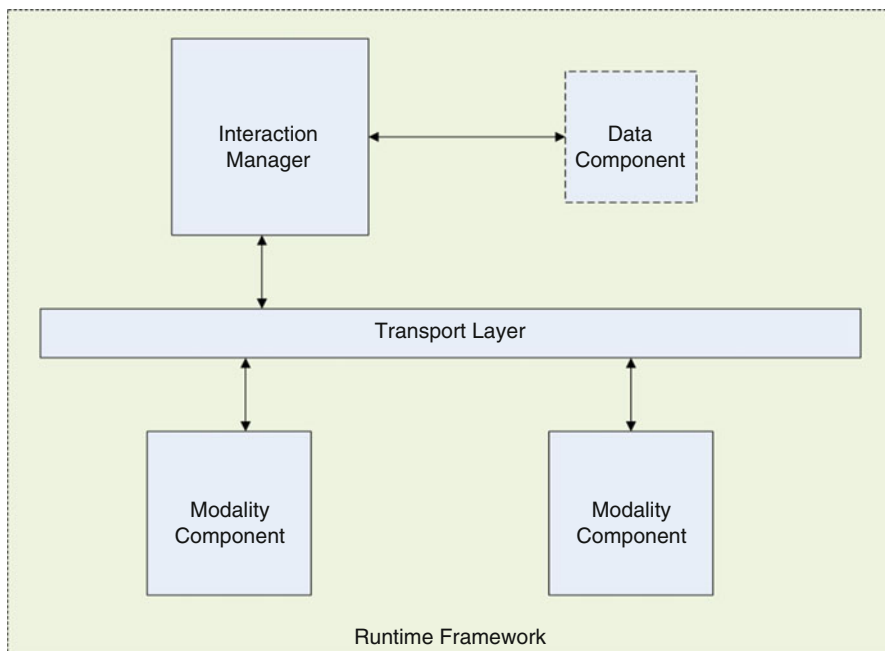 Interaction
Manager
Data
Component
Transport Layer
Modality
Component
Modality
Component
Runtime Framework